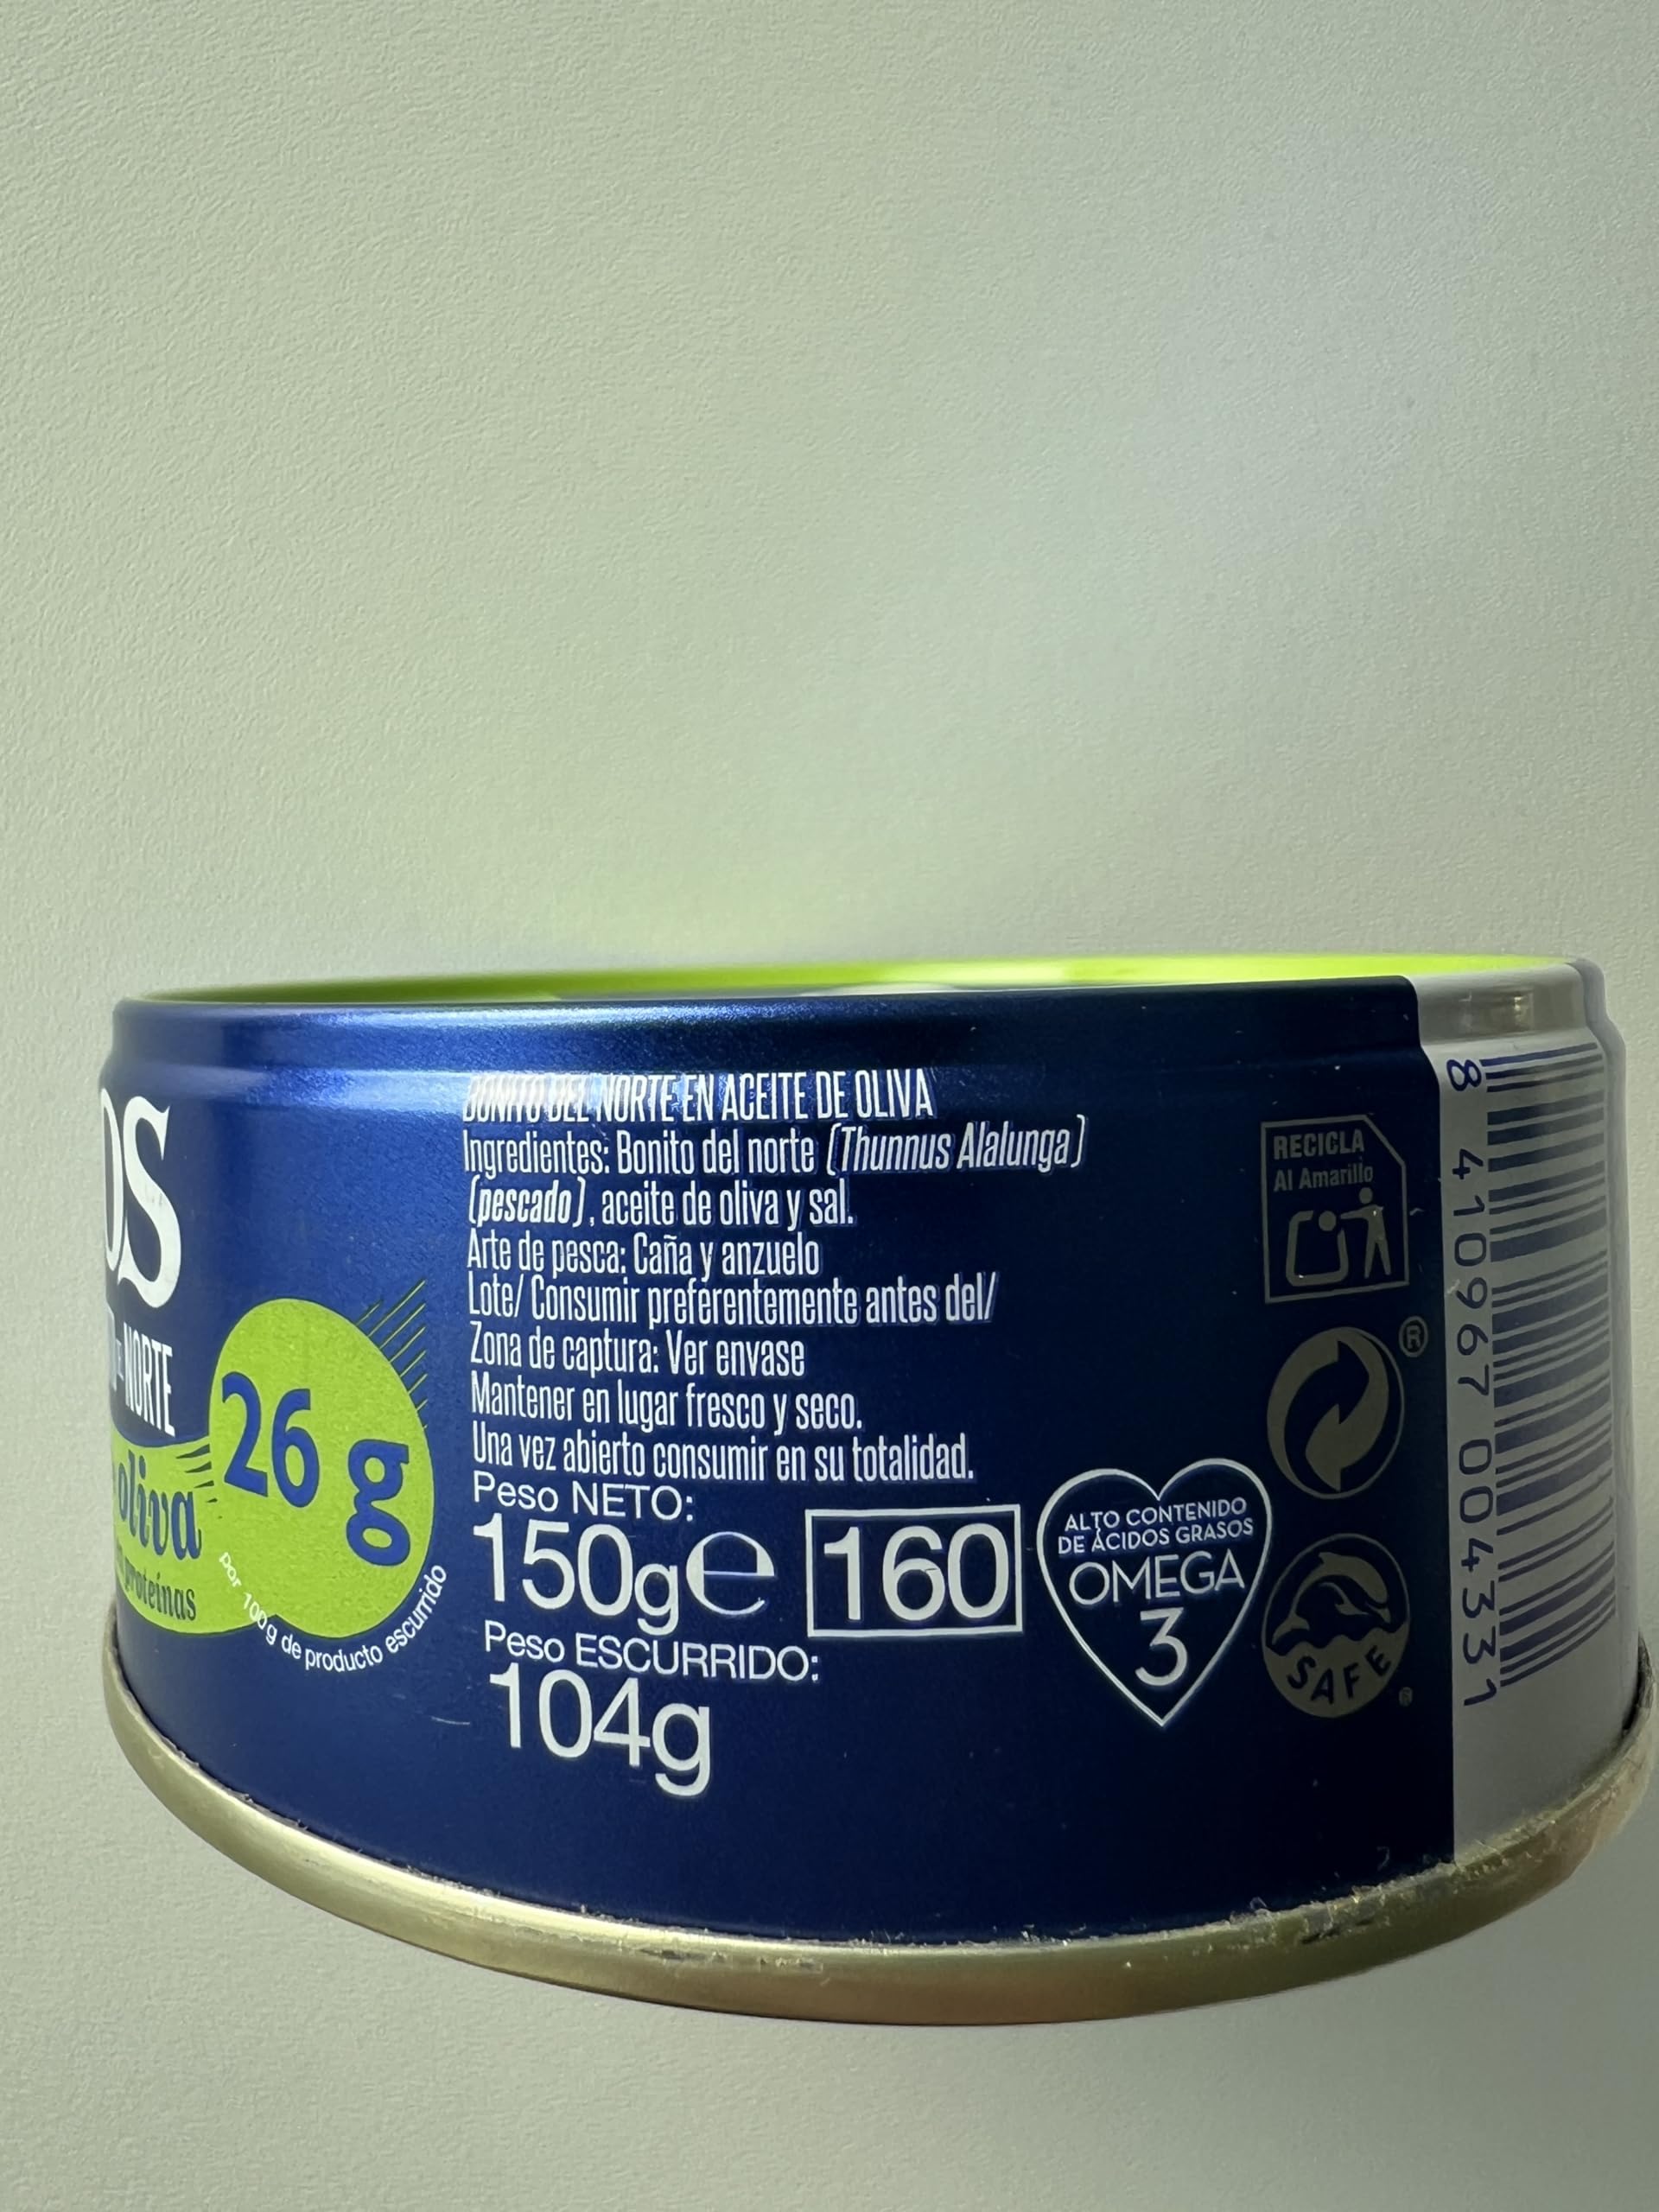 OS
NORTE
oliva
proteínas
26 g
por 100 g de producto escurrido
BONITO DEL NORTE EN ACEITE DE OLIVA
Ingredientes: Bonito del norte (Thunnus Alalunga)
(pescado), aceite de oliva y sal.
Arte de pesca: Caña y anzuelo
Lote/ Consumir preferentemente antes del/
Zona de captura: Ver envase
Mantener en lugar fresco y seco.
Una vez abierto consumir en su totalidad.
Peso NETO:
150g℮
160
Peso ESCURRIDO:
104g
ALTO CONTENIDO
DE ÁCIDOS GRASOS
OMEGA
3
RECICLA
Al Amarillo
®
SAFE
®
8 410967 004331